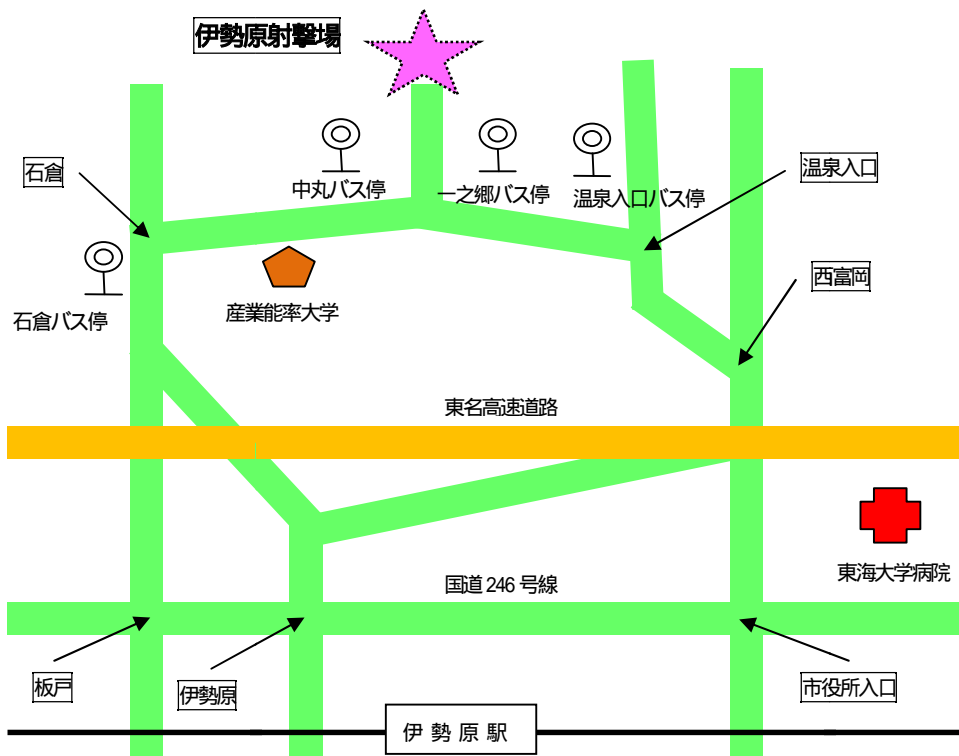 伊勢原射撃場
石倉
中丸バス停
一之郷バス停
温泉入口バス停
温泉入口
西富岡
石倉バス停
産業能率大学
東名高速道路
東海大学病院
国道246号線
板戸
伊勢原
市役所入口
伊勢原駅